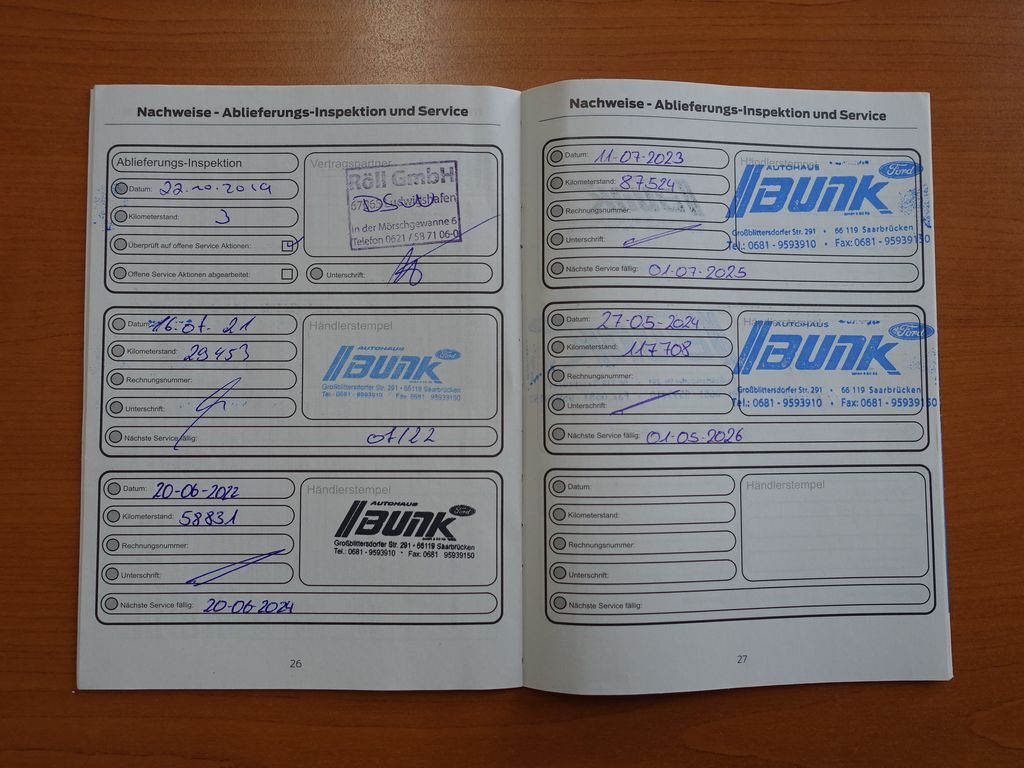 Nachweise - Ablieferungs-Inspektion und Service
Ablieferungs-Inspektion
Datum: 22.10.2019
Kilometerstand: 3
Überprüft auf offene Service Aktionen:
Offene Service Aktionen abgearbeitet:
Vertragspartner
Röll GmbH
Ludwigshafen
in der Mörschgewanne 6
Telefon 0621 / 58 71 06-0
Unterschrift:
Datum: 16.07.21
Kilometerstand: 29453
Rechnungsnummer:
Unterschrift:
Nächste Service fällig: 07/22
Händlerstempel
AUTOHAUS
BUNK
Ford
Großblittersdorfer Str. 291 • 66119 Saarbrücken
Tel.: 0681 - 9593910 • Fax: 0681 95939150
Datum: 20-06-2022
Kilometerstand: 58831
Rechnungsnummer:
Unterschrift:
Nächste Service fällig: 20-06-2024
Händlerstempel
AUTOHAUS
BUNK
Ford
Großblittersdorfer Str. 291 • 66119 Saarbrücken
Tel.: 0681 - 9593910 • Fax: 0681 95939150
26
Nachweise - Ablieferungs-Inspektion und Service
Datum: 11-07-2023
Kilometerstand: 87524
Rechnungsnummer:
Unterschrift:
Nächste Service fällig: 01-07-2025
Händlerstempel
AUTOHAUS
BUNK
Ford
Großblittersdorfer Str. 291 • 66119 Saarbrücken
Tel.: 0681 - 9593910 • Fax: 0681 - 95939150
Datum: 27-05-2024
Kilometerstand: 117708
Rechnungsnummer:
Unterschrift:
Nächste Service fällig: 01-05-2026
Händlerstempel
AUTOHAUS
BUNK
Ford
Großblittersdorfer Str. 291 • 66119 Saarbrücken
Tel.: 0681 - 9593910 • Fax: 0681 - 95939150
Datum:
Kilometerstand:
Rechnungsnummer:
Unterschrift:
Nächste Service fällig:
Händlerstempel
27